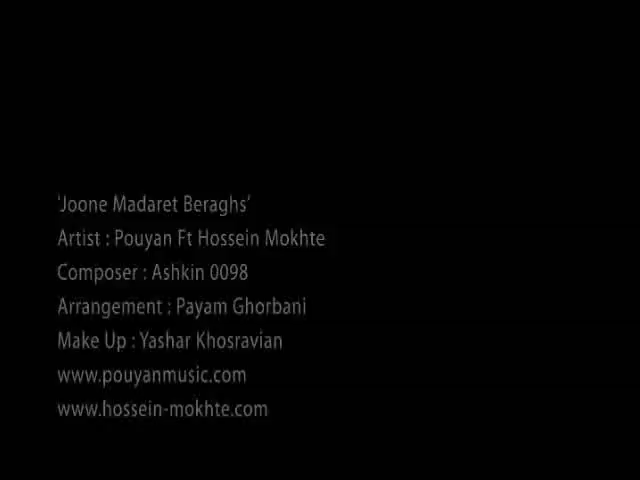 'Joone Madaret Beraghs'
Artist : Pouyan Ft Hossein Mokhte
Composer : Ashkin 0098
Arrangement : Payam Ghorbani
Make Up : Yashar Khosravian
www.pouyanmusic.com
www.hossein-mokhte.com